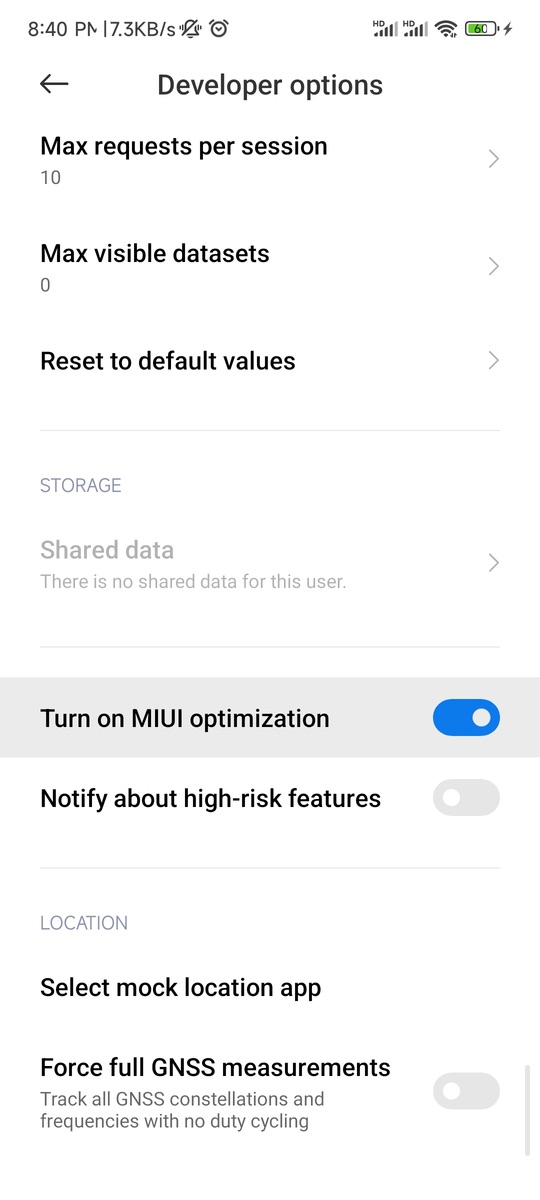 8:40 PM | 7.3KB/s HD HD 60
Developer options
Max requests per session
10
Max visible datasets
0
Reset to default values
STORAGE
Shared data
There is no shared data for this user.
Turn on MIUI optimization
Notify about high-risk features
LOCATION
Select mock location app
Force full GNSS measurements
Track all GNSS constellations and
frequencies with no duty cycling